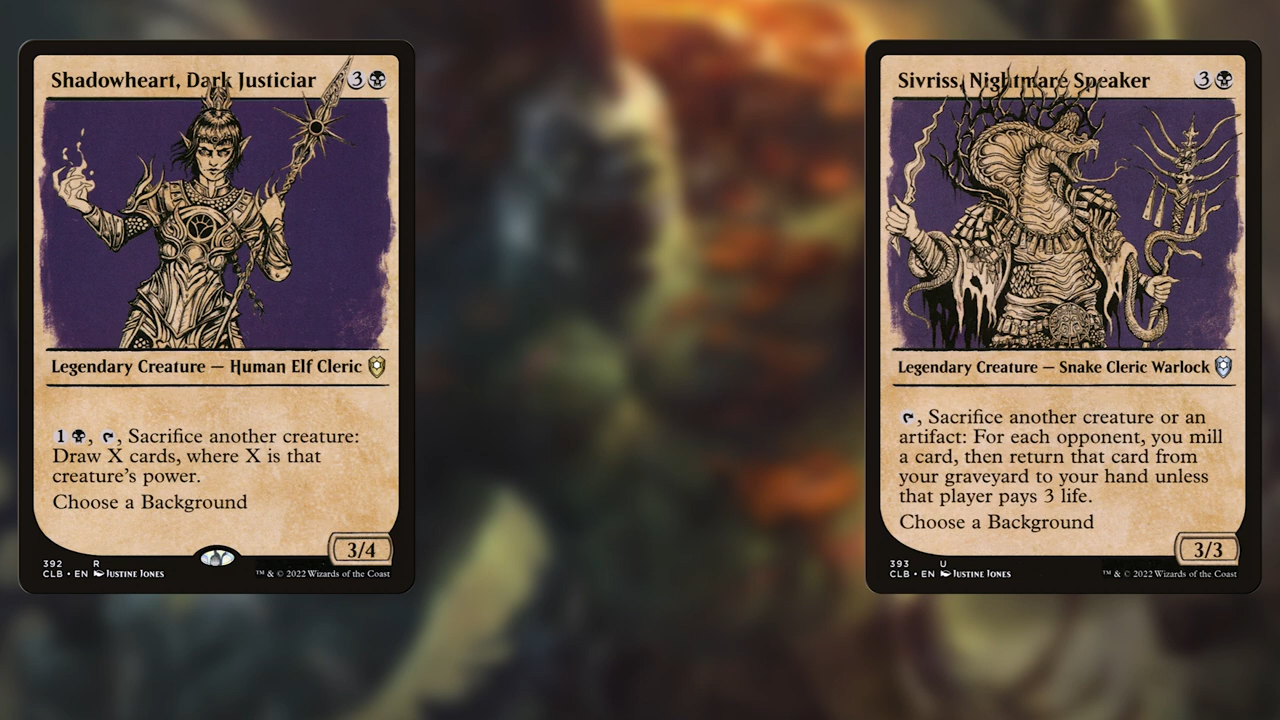 Shadowheart, Dark Justiciar 3
Legendary Creature — Human Elf Cleric
1, , Sacrifice another creature:
Draw X cards, where X is that
creature's power.
Choose a Background
3/4
392 R
CLB • EN JUSTINE JONES
™ & © 2022 Wizards of the Coast
Sivriss, Nightmare Speaker 3
Legendary Creature — Snake Cleric Warlock
, Sacrifice another creature or an
artifact: For each opponent, you mill
a card, then return that card from
your graveyard to your hand unless
that player pays 3 life.
Choose a Background
3/3
393 U
CLB • EN JUSTINE JONES
™ & © 2022 Wizards of the Coast